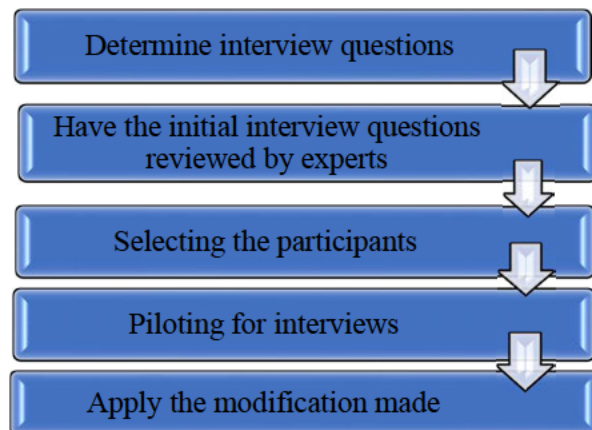 Determine interview questions
Have the initial interview questions
reviewed by experts
Selecting the participants
Piloting for interviews
Apply the modification made